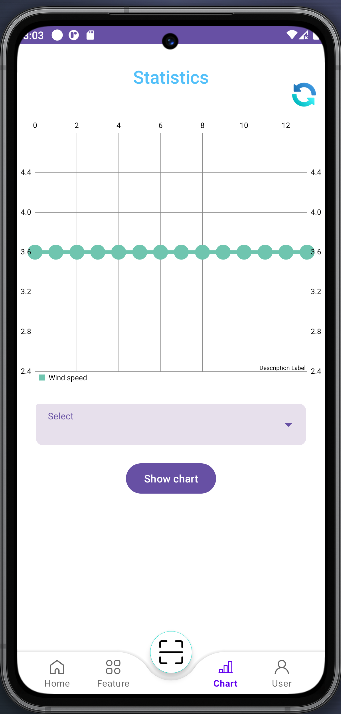 3:03
Statistics
0 2 4 6 8 10 12
4.4 4.4
4.0 4.0
3.6 3.6
3.2 3.2
2.8 2.8
Description Label
2.4 2.4
Wind speed
Select
Show chart
Home Feature Chart User